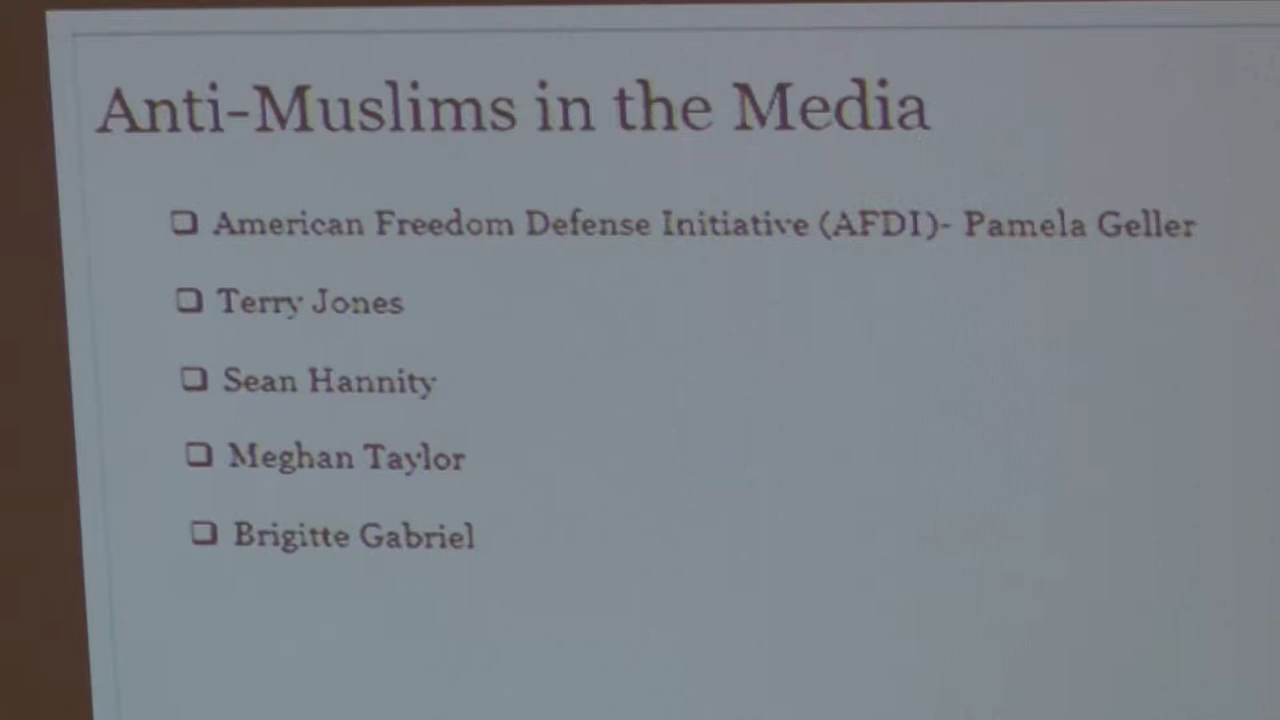 Anti-Muslims in the Media
American Freedom Defense Initiative (AFDI)- Pamela Geller
Terry Jones
Sean Hannity
Meghan Taylor
Brigitte Gabriel